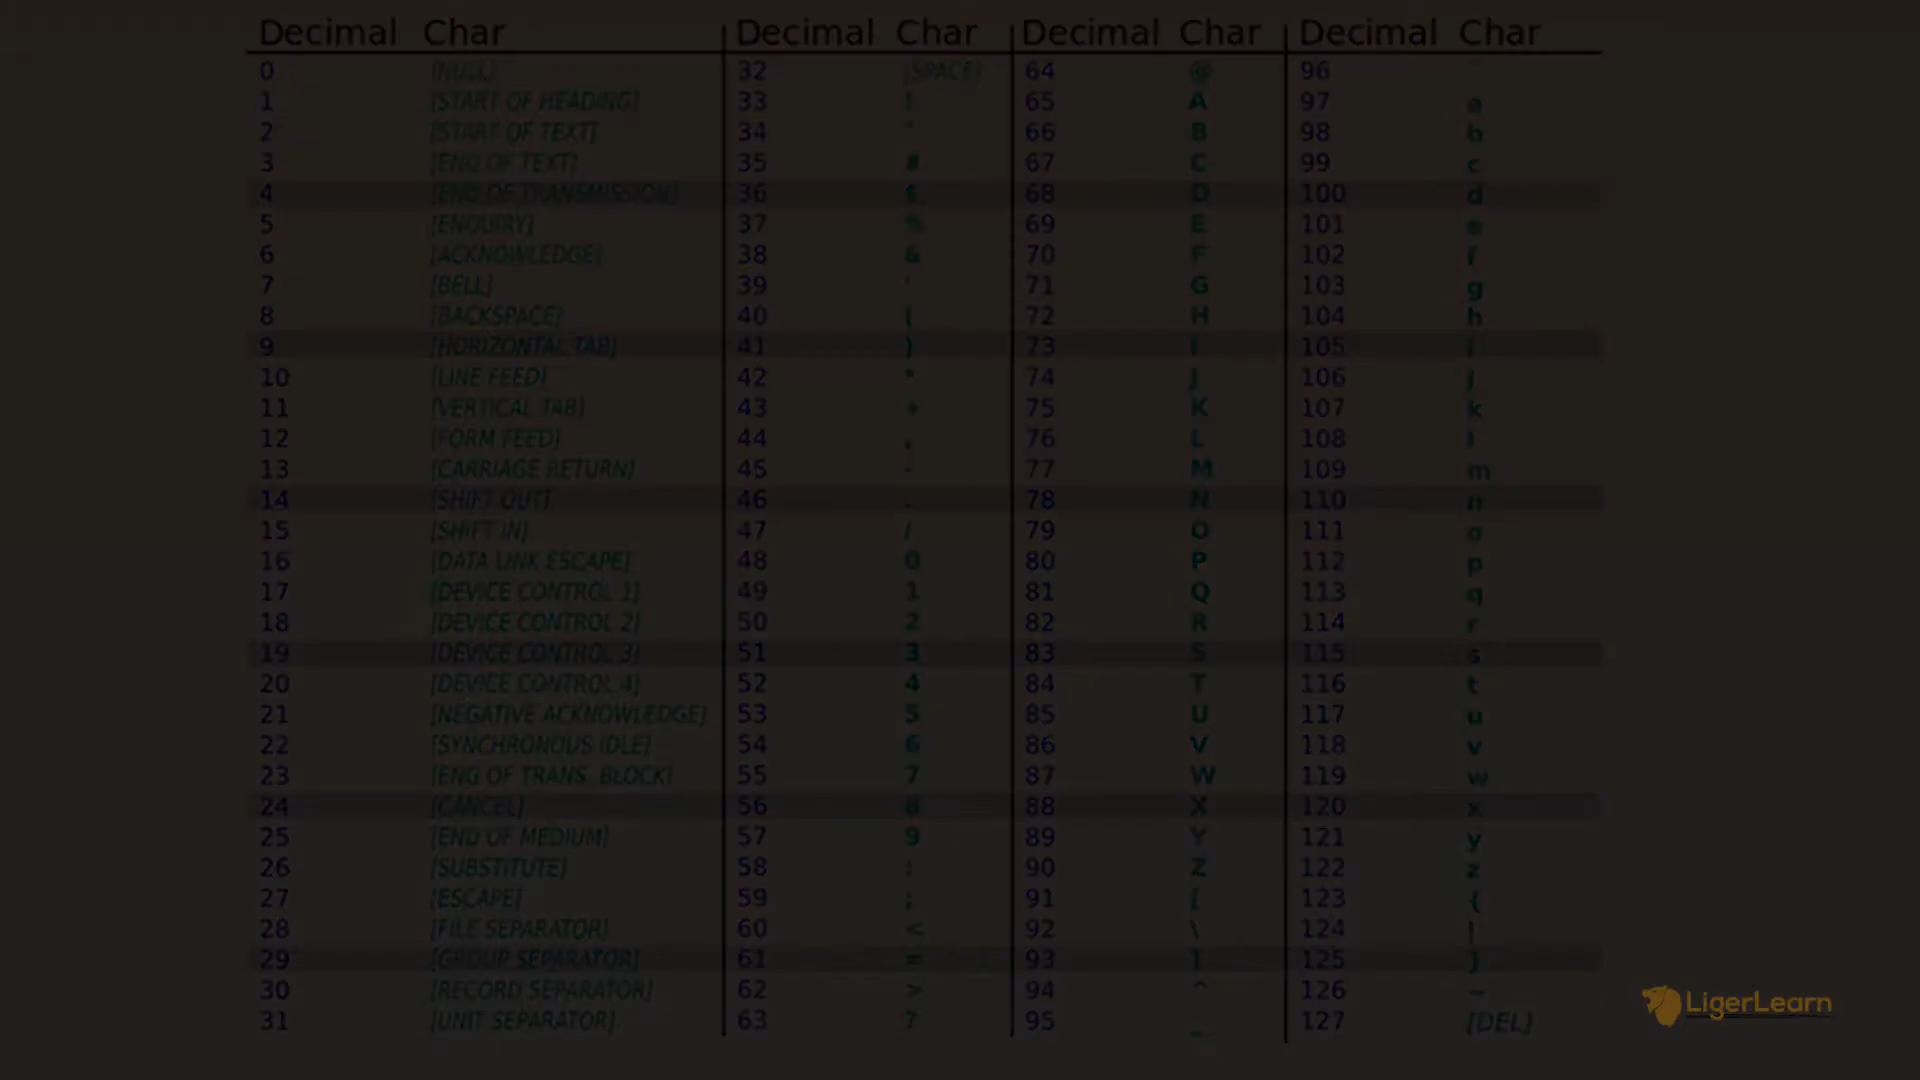 Decimal Char Decimal Char Decimal Char Decimal Char
0 [NULL] 32 [SPACE] 64 @ 96 `
1 [START OF HEADING] 33 ! 65 A 97 a
2 [START OF TEXT] 34 " 66 B 98 b
3 [END OF TEXT] 35 # 67 C 99 c
4 [END OF TRANSMISSION] 36 $ 68 D 100 d
5 [ENQUIRY] 37 % 69 E 101 e
6 [ACKNOWLEDGE] 38 & 70 F 102 f
7 [BELL] 39 ' 71 G 103 g
8 [BACKSPACE] 40 ( 72 H 104 h
9 [HORIZONTAL TAB] 41 ) 73 I 105 i
10 [LINE FEED] 42 * 74 J 106 j
11 [VERTICAL TAB] 43 + 75 K 107 k
12 [FORM FEED] 44 , 76 L 108 l
13 [CARRIAGE RETURN] 45 - 77 M 109 m
14 [SHIFT OUT] 46 . 78 N 110 n
15 [SHIFT IN] 47 / 79 O 111 o
16 [DATA LINK ESCAPE] 48 0 80 P 112 p
17 [DEVICE CONTROL 1] 49 1 81 Q 113 q
18 [DEVICE CONTROL 2] 50 2 82 R 114 r
19 [DEVICE CONTROL 3] 51 3 83 S 115 s
20 [DEVICE CONTROL 4] 52 4 84 T 116 t
21 [NEGATIVE ACKNOWLEDGE] 53 5 85 U 117 u
22 [SYNCHRONOUS IDLE] 54 6 86 V 118 v
23 [ENG OF TRANS. BLOCK] 55 7 87 W 119 w
24 [CANCEL] 56 8 88 X 120 x
25 [END OF MEDIUM] 57 9 89 Y 121 y
26 [SUBSTITUTE] 58 : 90 Z 122 z
27 [ESCAPE] 59 ; 91 [ 123 {
28 [FILE SEPARATOR] 60 < 92 \ 124 |
29 [GROUP SEPARATOR] 61 = 93 ] 125 }
30 [RECORD SEPARATOR] 62 > 94 ^ 126 ~
31 [UNIT SEPARATOR] 63 ? 95 _ 127 [DEL]
LigerLearn